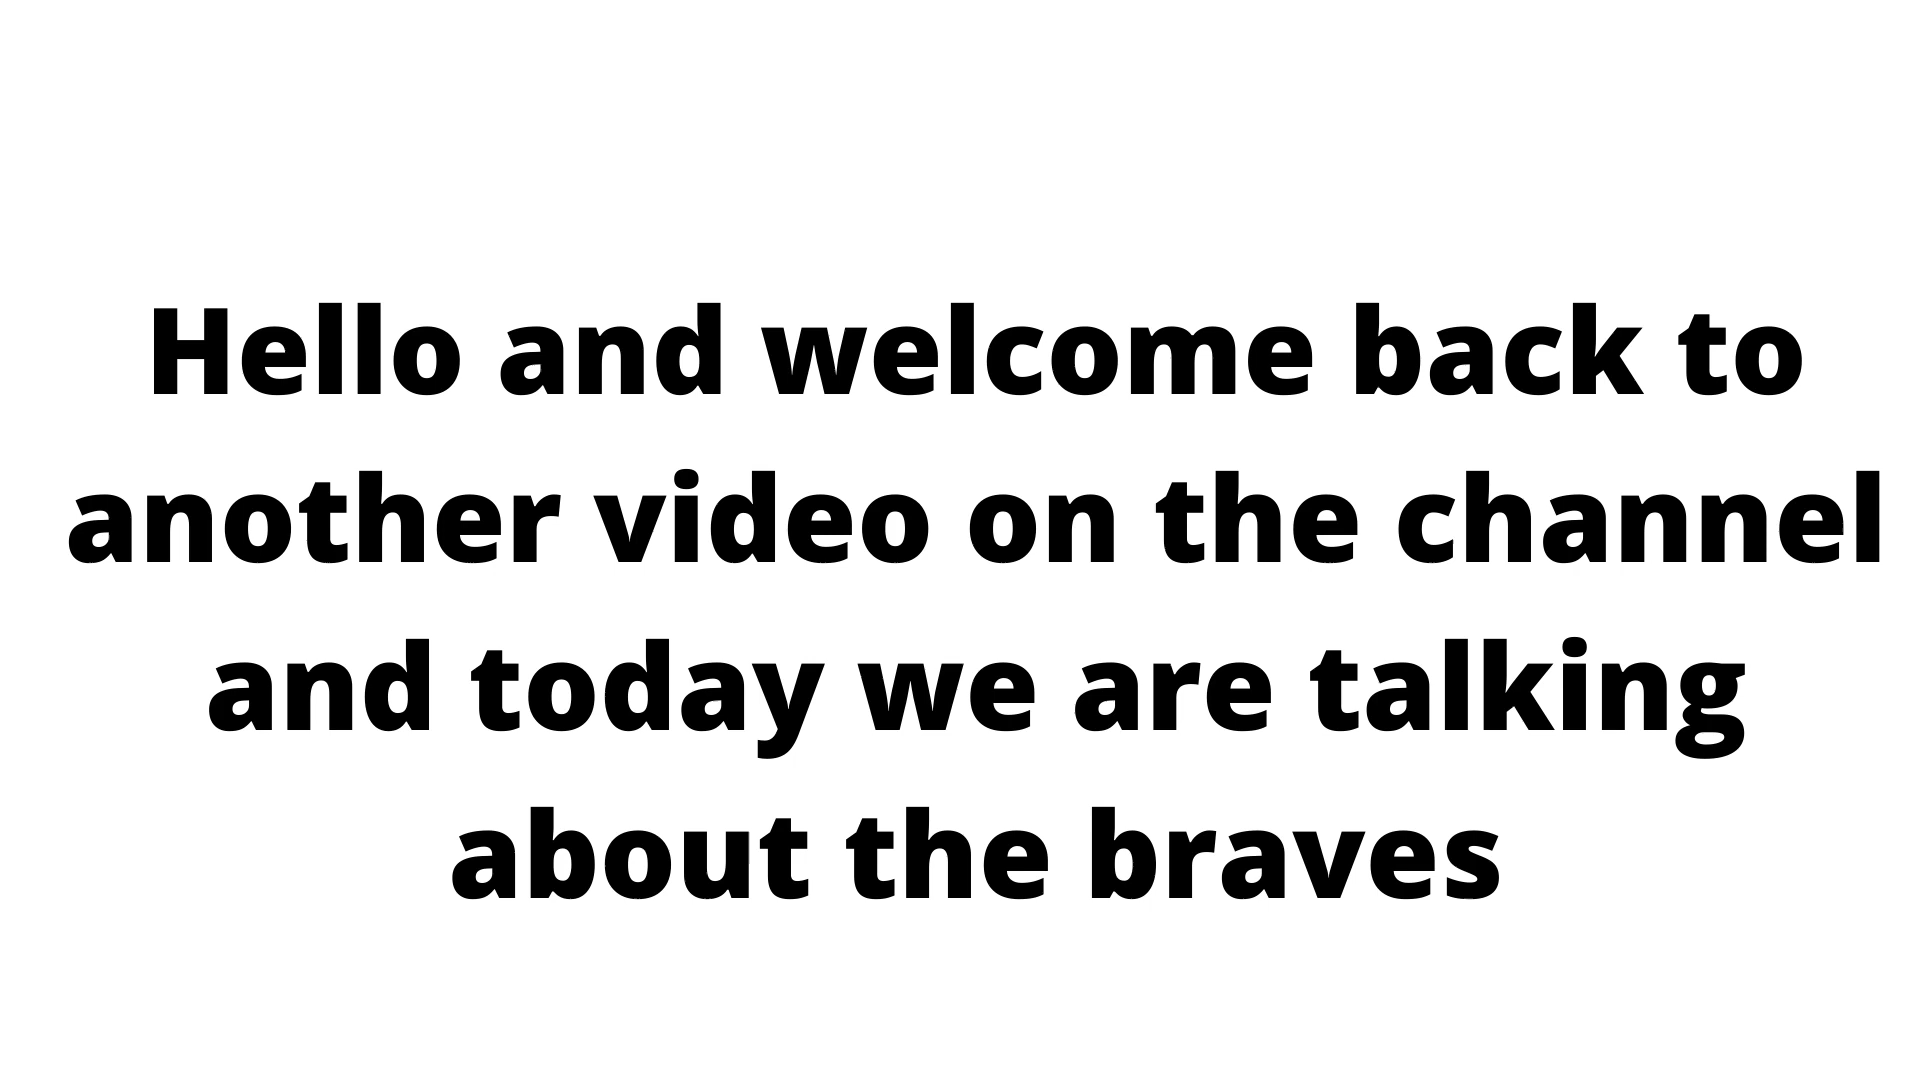 Hello and welcome back to
another video on the channel
and today we are talking
about the braves